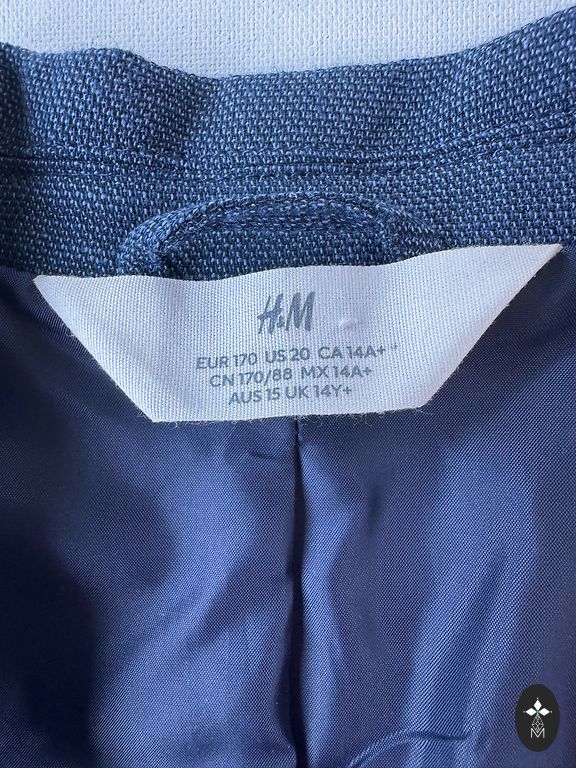 H&M
EUR 170 US 20 CA 14A+
CN 170/88 MX 14A+
AUS 15 UK 14Y+
M